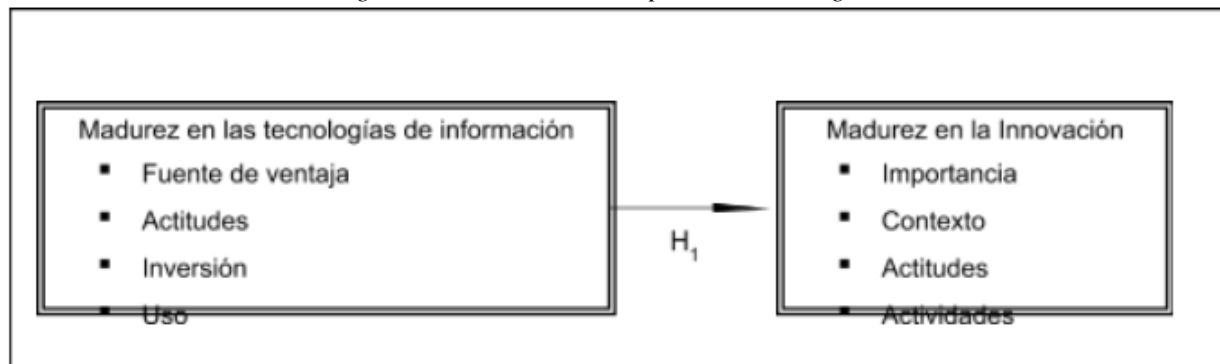 Madurez en las tecnologías de información
▪ Fuente de ventaja
▪ Actitudes
▪ Inversión
▪ Uso
H₁
Madurez en la Innovación
▪ Importancia
▪ Contexto
▪ Actitudes
▪ Actividades